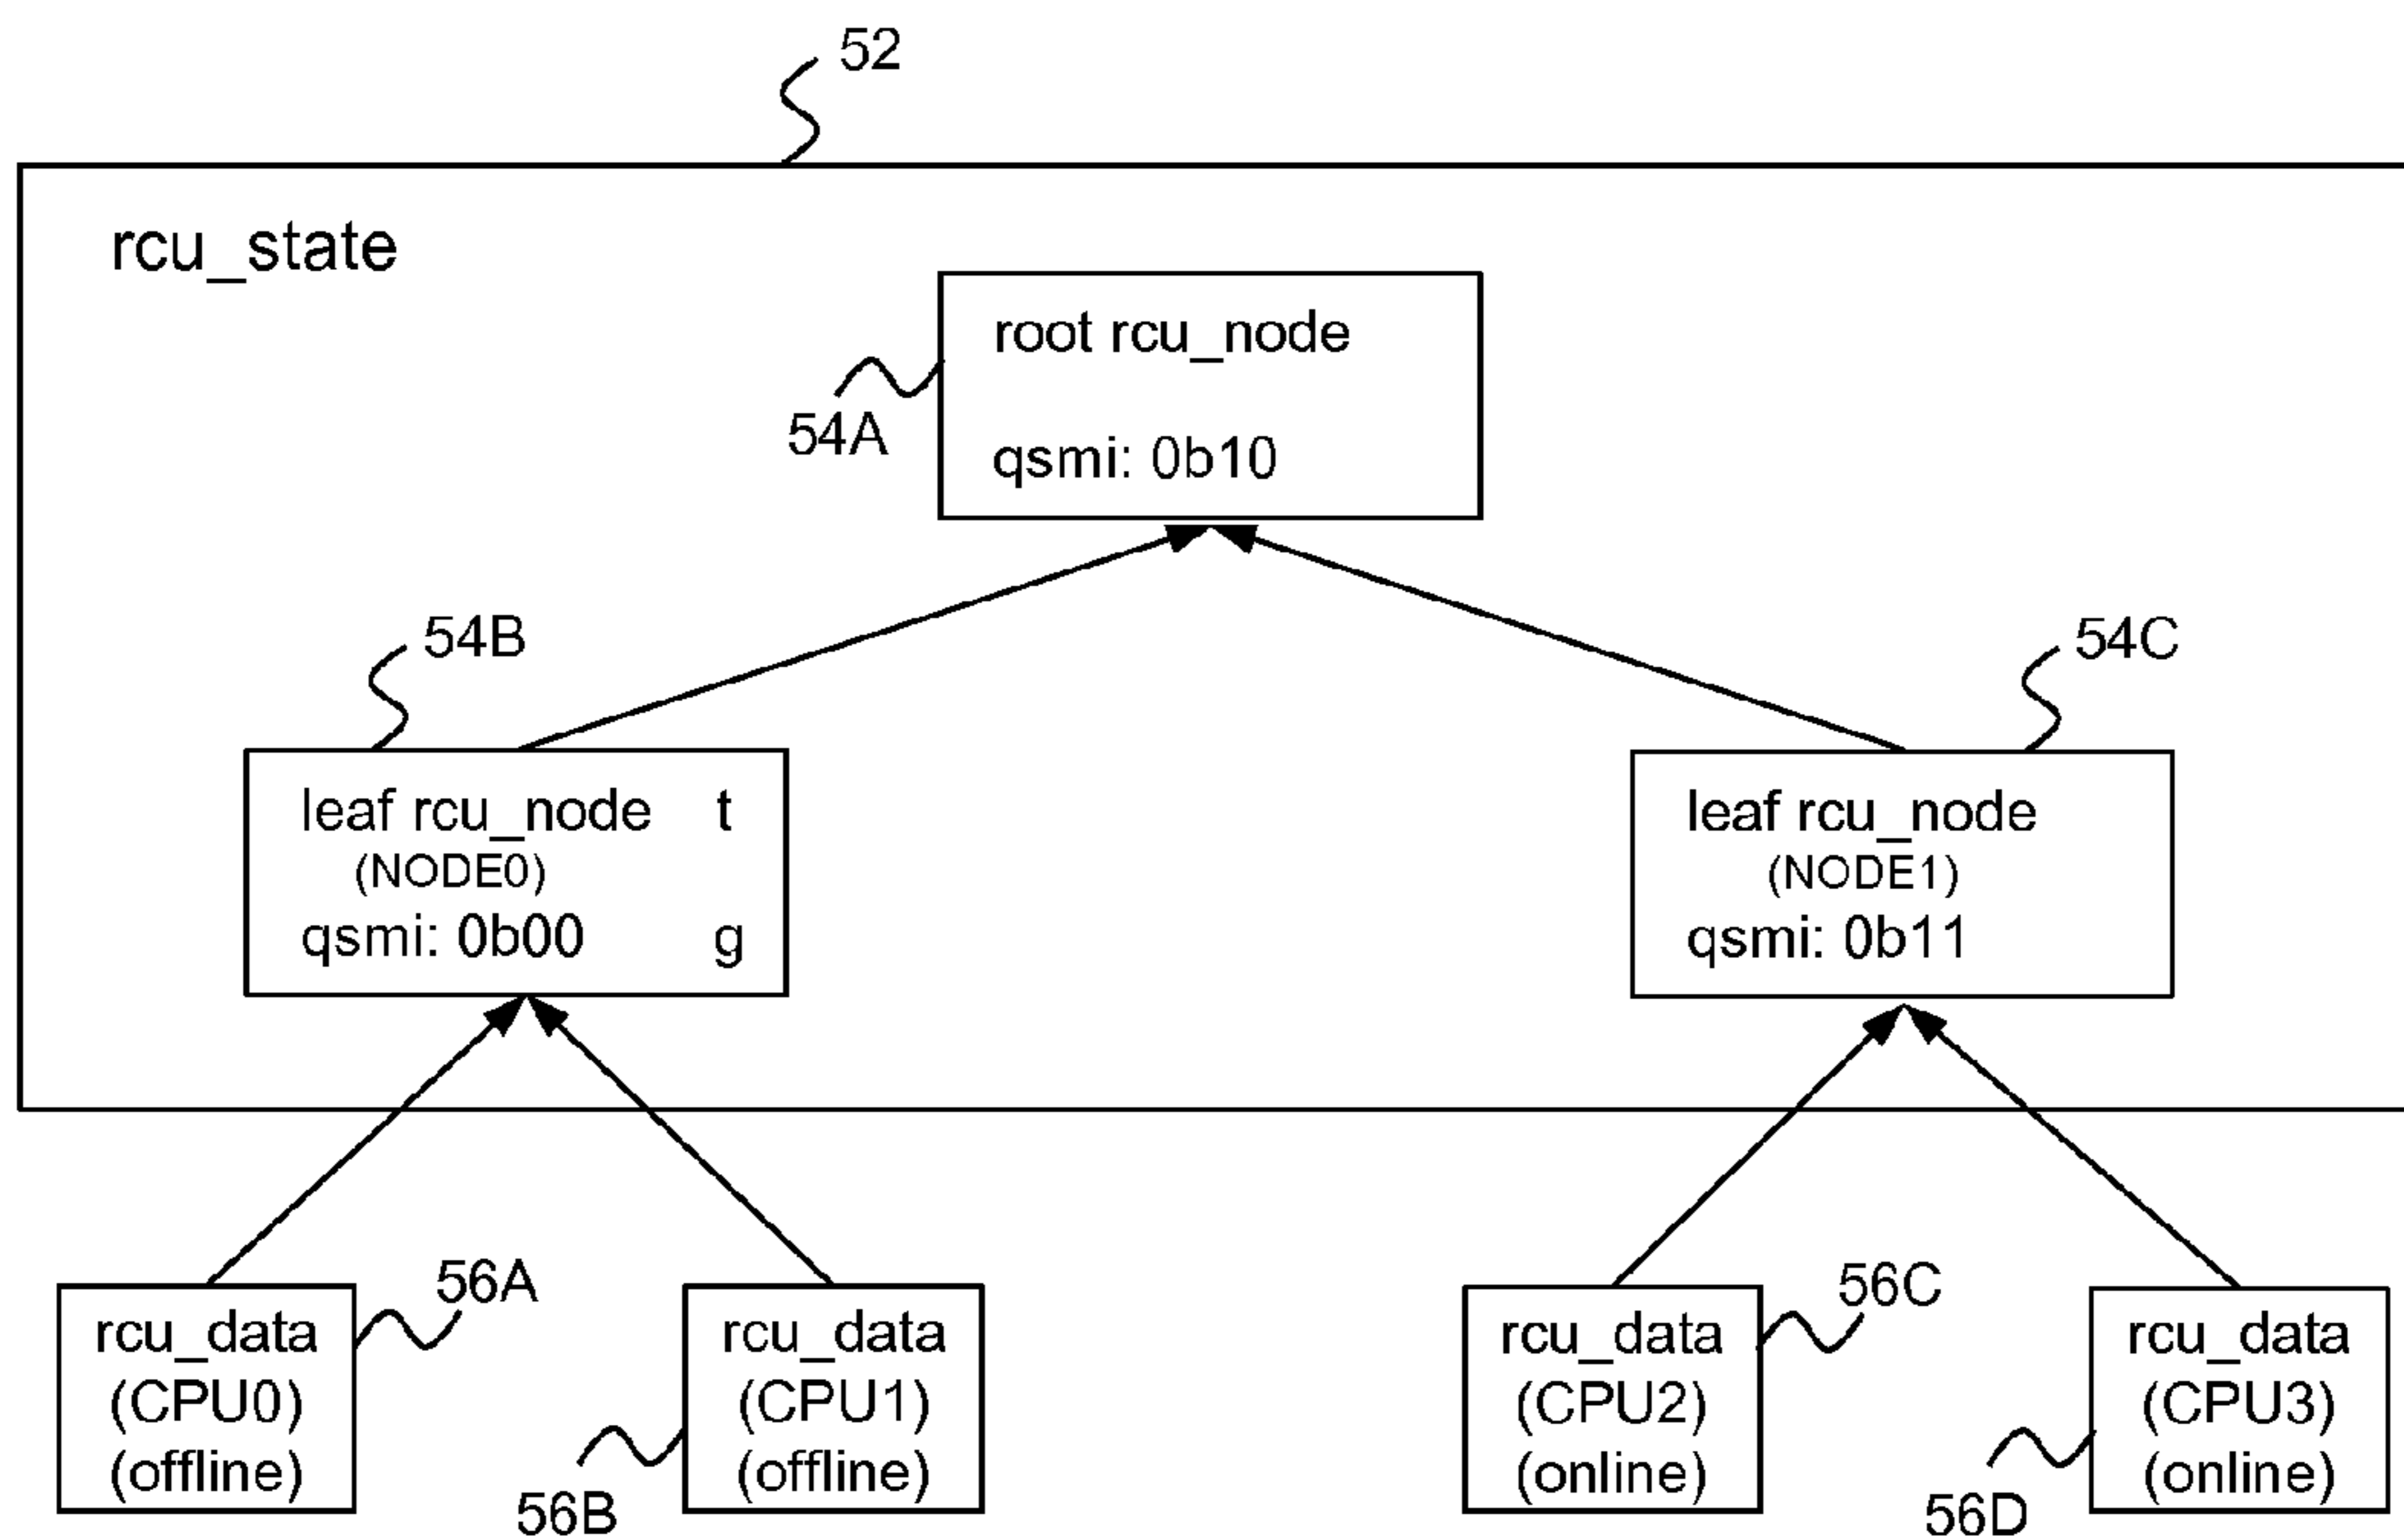 52
rcu_state
root rcu_node
54A
qsmi: 0b10
54B
54C
leaf rcu_node t
(NODE0)
qsmi: 0b00 g
leaf rcu_node
(NODE1)
qsmi: 0b11
56A
rcu_data
(CPU0)
(offline)
rcu_data
(CPU1)
(offline)
56B
56C
rcu_data
(CPU2)
(online)
rcu_data
(CPU3)
(online)
56D